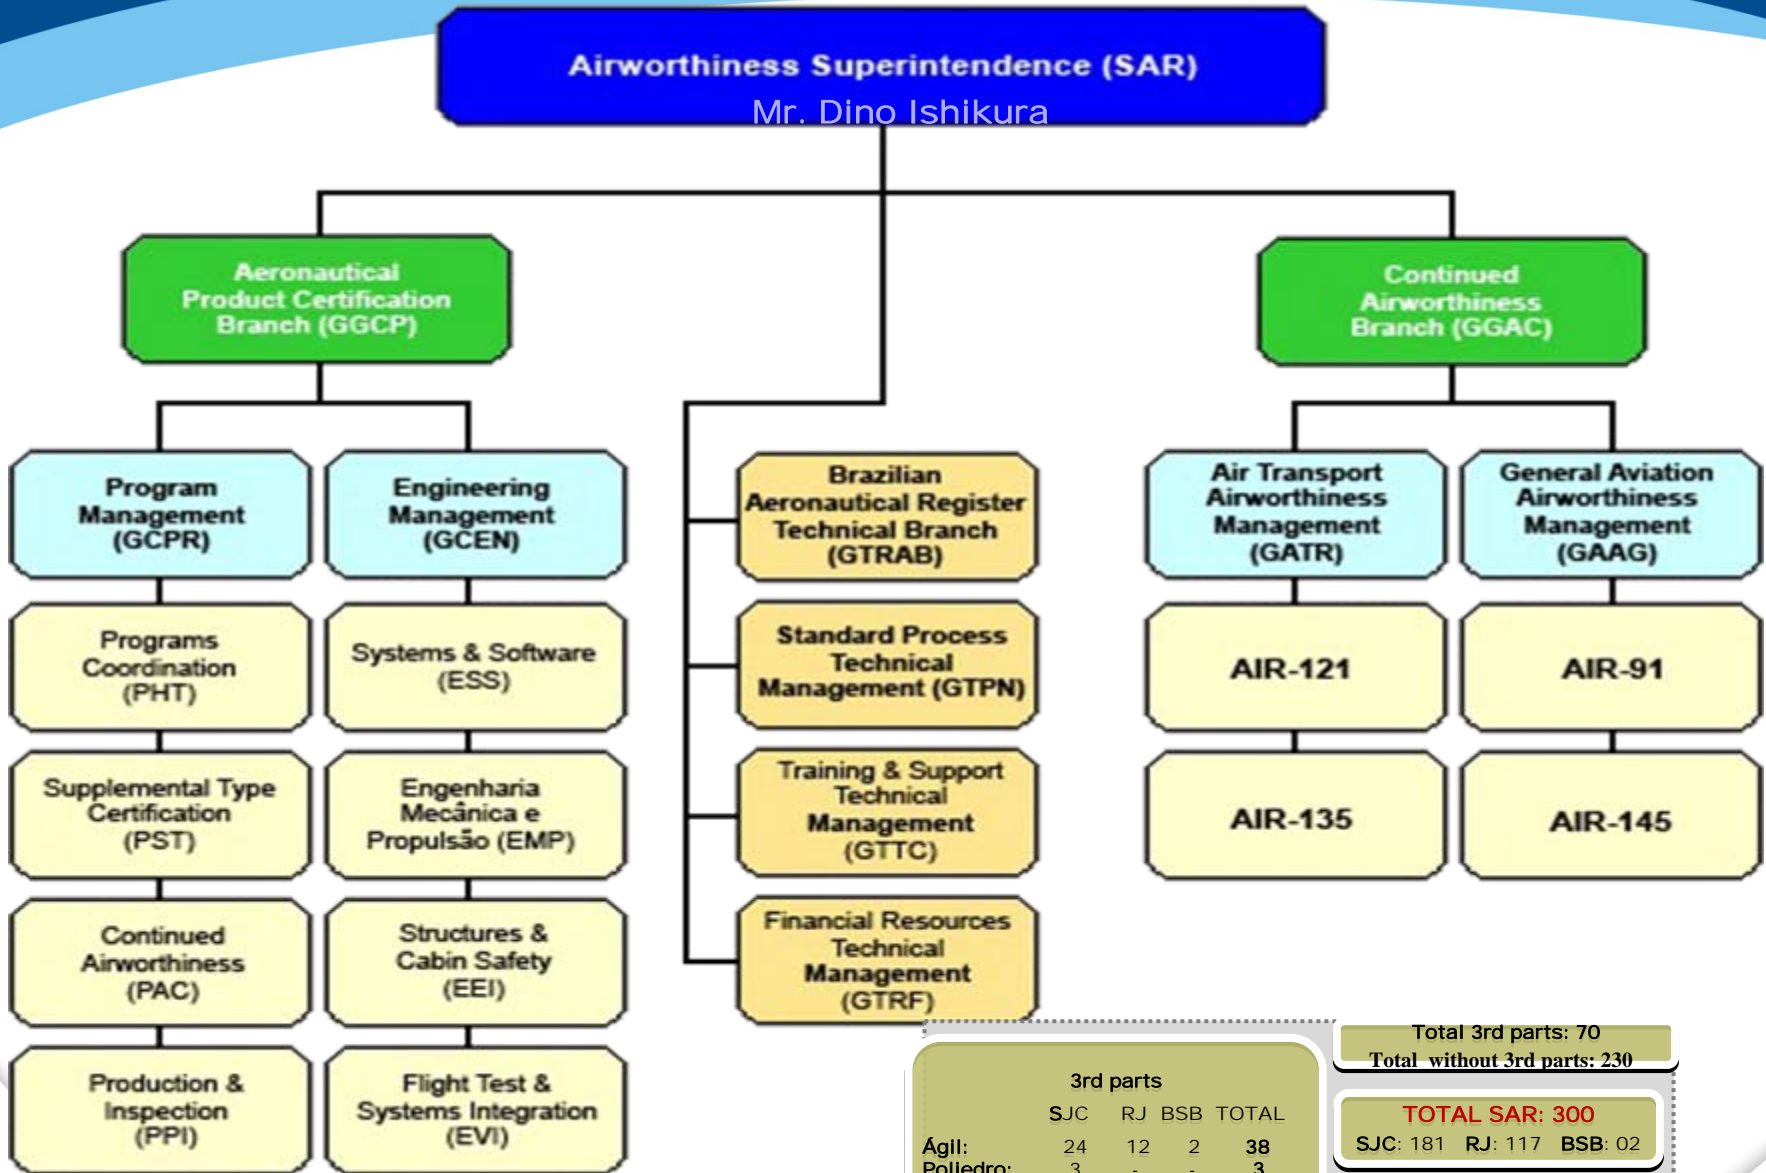 Airworthiness Superintendence (SAR)
Mr. Dino Ishikura
Aeronautical
Product Certification
Branch (GGCP)
Continued
Airworthiness
Branch (GGAC)
Program
Management
(GCPR)
Engineering
Management
(GCEN)
Brazilian
Aeronautical Register
Technical Branch
(GTRAB)
Air Transport
Airworthiness
Management
(GATR)
General Aviation
Airworthiness
Management
(GAAG)
Programs
Coordination
(PHT)
Systems & Software
(ESS)
Standard Process
Technical
Management (GTPN)
AIR-121
AIR-91
Supplemental Type
Certification
(PST)
Engenharia
Mecânica e
Propulsão (EMP)
Training & Support
Technical
Management
(GTTC)
AIR-135
AIR-145
Continued
Airworthiness
(PAC)
Structures &
Cabin Safety
(EEI)
Financial Resources
Technical
Management
(GTRF)
Production &
Inspection
(PPI)
Flight Test &
Systems Integration
(EVI)
3rd parts
SJC RJ BSB TOTAL
Ágil: 24 12 2 38
Poliedro: 3 - - 3
Total 3rd parts: 70
Total without 3rd parts: 230
TOTAL SAR: 300
SJC: 181 RJ: 117 BSB: 02